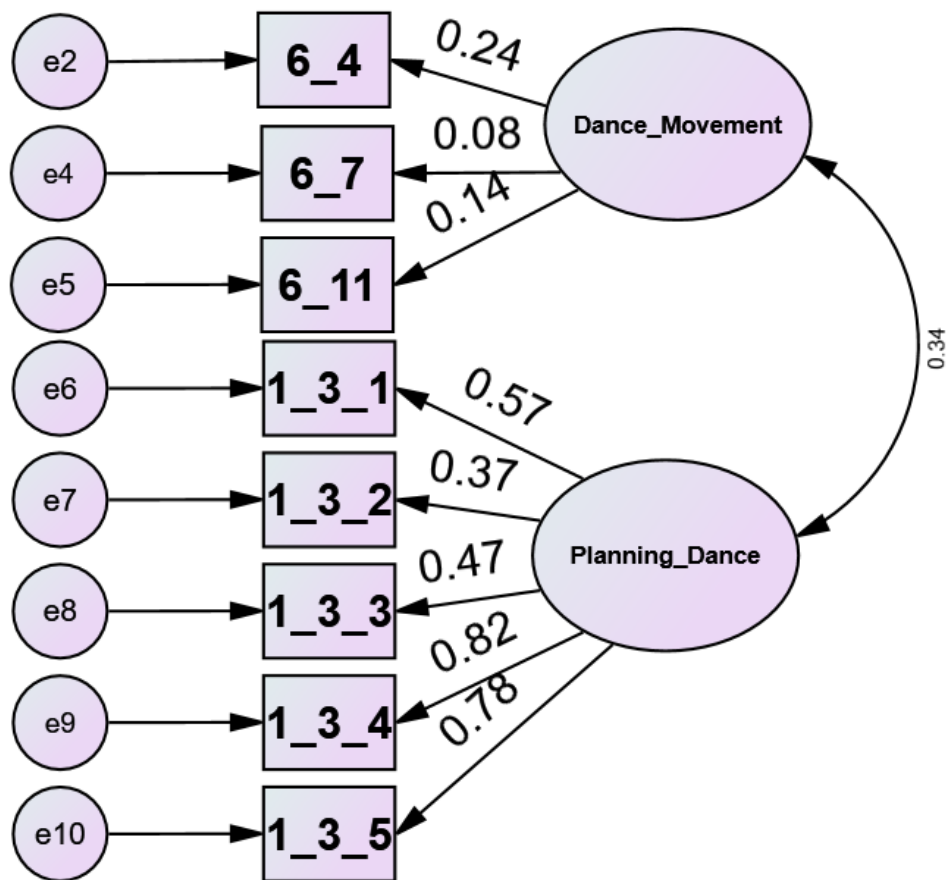 e2
6_4
0.24
Dance_Movement
e4
6_7
0.08
e5
6_11
0.14
0.34
e6
1_3_1
0.57
e7
1_3_2
0.37
Planning_Dance
e8
1_3_3
0.47
e9
1_3_4
0.82
e10
1_3_5
0.78